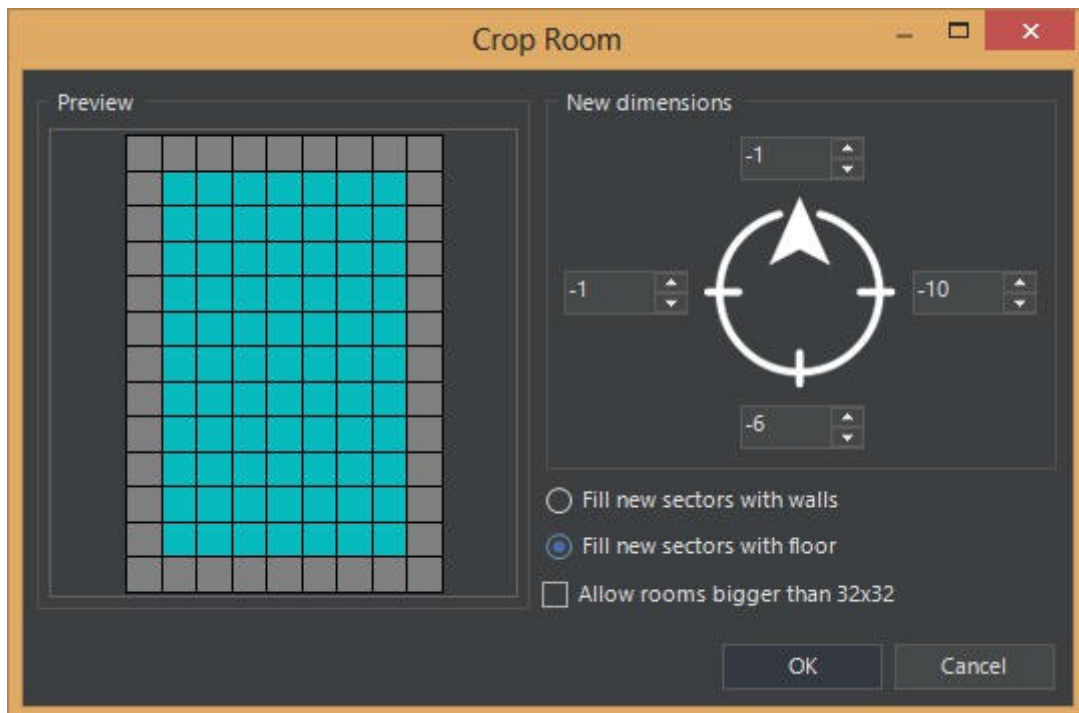 Crop Room
Preview
New dimensions
-1
-1
-10
-6
Fill new sectors with walls
Fill new sectors with floor
Allow rooms bigger than 32x32
OK
Cancel